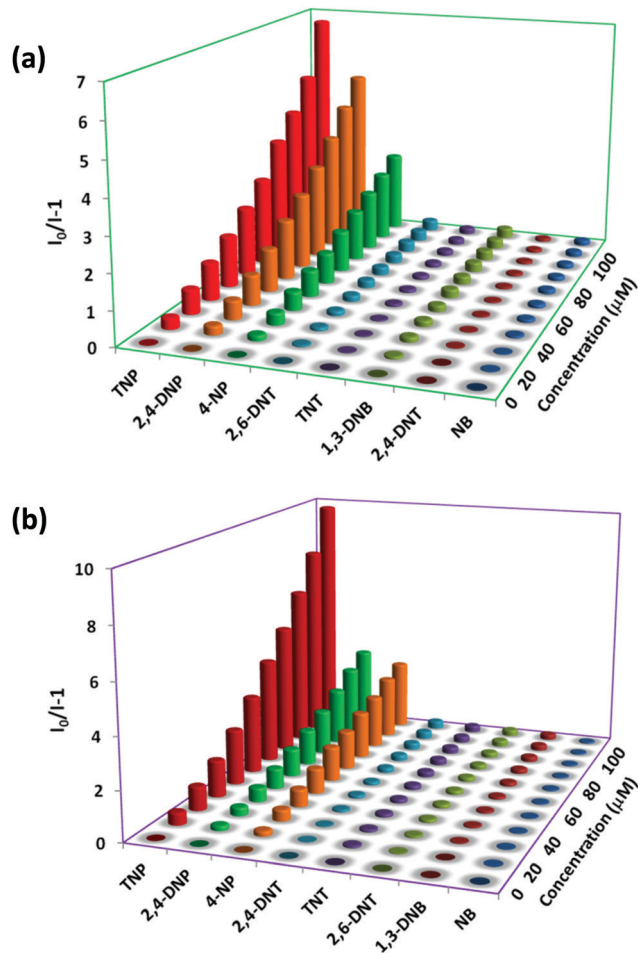 (a)
7
6
5
4
3
2
1
0
I0/I-1
TNP
2,4-DNP
4-NP
2,6-DNT
TNT
1,3-DNB
2,4-DNT
NB
0
20
40
60
80
100
Concentration (μM)
(b)
10
8
6
4
2
0
I0/I-1
TNP
2,4-DNP
4-NP
2,4-DNT
TNT
2,6-DNT
1,3-DNB
NB
0
20
40
60
80
100
Concentration (μM)